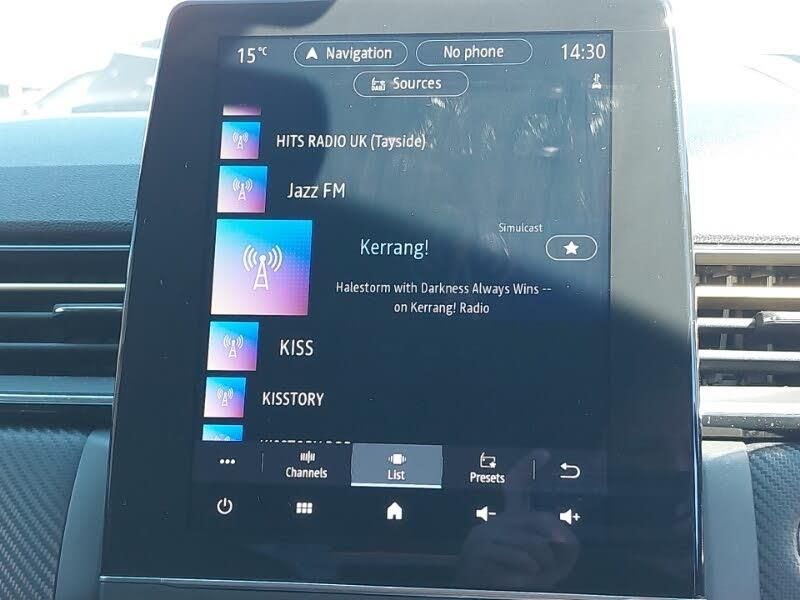 15°C Navigation No phone 14:30
DAB Sources
HITS RADIO UK (Tayside)
Jazz FM
Simulcast
Kerrang!
Halestorm with Darkness Always Wins --
on Kerrang! Radio
KISS
KISSTORY
Channels List Presets